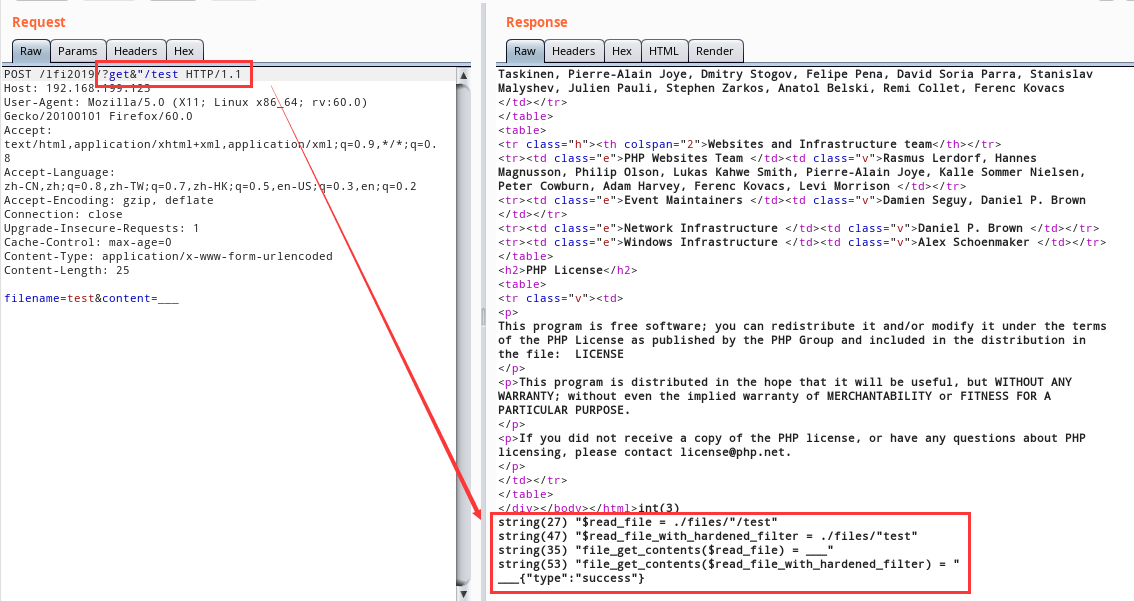 Request
Raw Params Headers Hex
POST /lfi2019/?get&"/test HTTP/1.1
Host: 192.168.199.125
User-Agent: Mozilla/5.0 (X11; Linux x86_64; rv:60.0)
Gecko/20100101 Firefox/60.0
Accept:
text/html,application/xhtml+xml,application/xml;q=0.9,*/*;q=0.
8
Accept-Language:
zh-CN,zh;q=0.8,zh-TW;q=0.7,zh-HK;q=0.5,en-US;q=0.3,en;q=0.2
Accept-Encoding: gzip, deflate
Connection: close
Upgrade-Insecure-Requests: 1
Cache-Control: max-age=0
Content-Type: application/x-www-form-urlencoded
Content-Length: 25
filename=test&content=___
Response
Raw Headers Hex HTML Render
Taskinen, Pierre-Alain Joye, Dmitry Stogov, Felipe Pena, David Soria Parra, Stanislav
Malyshev, Julien Pauli, Stephen Zarkos, Anatol Belski, Remi Collet, Ferenc Kovacs
</td></tr>
</table>
<table>
<tr class="h"><th colspan="2">Websites and Infrastructure team</th></tr>
<tr><td class="e">PHP Websites Team </td><td class="v">Rasmus Lerdorf, Hannes
Magnusson, Philip Olson, Lukas Kahwe Smith, Pierre-Alain Joye, Kalle Sommer Nielsen,
Peter Cowburn, Adam Harvey, Ferenc Kovacs, Levi Morrison </td></tr>
<tr><td class="e">Event Maintainers </td><td class="v">Damien Seguy, Daniel P. Brown
</td></tr>
<tr><td class="e">Network Infrastructure </td><td class="v">Daniel P. Brown </td></tr>
<tr><td class="e">Windows Infrastructure </td><td class="v">Alex Schoenmaker </td></tr>
</table>
<h2>PHP License</h2>
<table>
<tr class="v"><td>
<p>
This program is free software; you can redistribute it and/or modify it under the terms
of the PHP License as published by the PHP Group and included in the distribution in
the file:  LICENSE
</p>
<p>This program is distributed in the hope that it will be useful, but WITHOUT ANY
WARRANTY; without even the implied warranty of MERCHANTABILITY or FITNESS FOR A
PARTICULAR PURPOSE.
</p>
<p>If you did not receive a copy of the PHP license, or have any questions about PHP
licensing, please contact license@php.net.
</p>
</td></tr>
</table>
</div></body></html>int(3)
string(27) "$read_file = ./files/"/test"
string(47) "$read_file_with_hardened_filter = ./files/"test"
string(35) "file_get_contents($read_file) = ___"
string(53) "file_get_contents($read_file_with_hardened_filter) = "
___{"type":"success"}